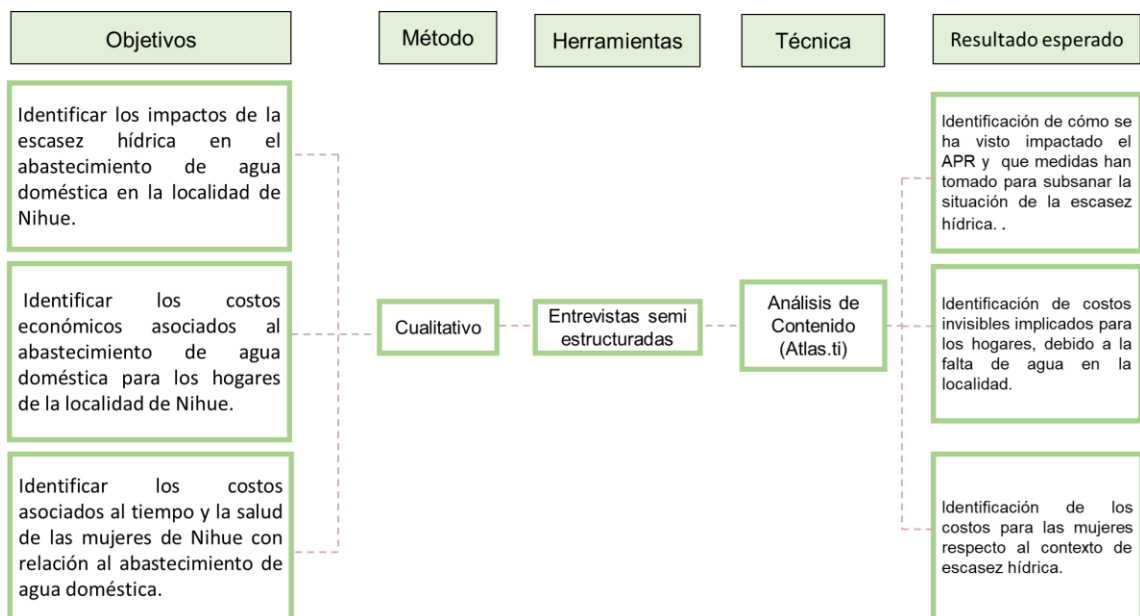 Objetivos
Método
Herramientas
Técnica
Resultado esperado
Identificar los impactos de la
escasez hídrica en el
abastecimiento de agua
doméstica en la localidad de
Nihue.
Identificar los costos
económicos asociados al
abastecimiento de agua
doméstica para los hogares
de la localidad de Nihue.
Identificar los costos
asociados al tiempo y la salud
de las mujeres de Nihue con
relación al abastecimiento de
agua doméstica.
Cualitativo
Entrevistas semi
estructuradas
Análisis de
Contenido
(Atlas.ti)
Identificación de cómo se
ha visto impactado el
APR y que medidas han
tomado para subsanar la
situación de la escasez
hídrica. .
Identificación de costos
invisibles implicados para
los hogares, debido a la
falta de agua en la
localidad.
Identificación de los
costos para las mujeres
respecto al contexto de
escasez hídrica.